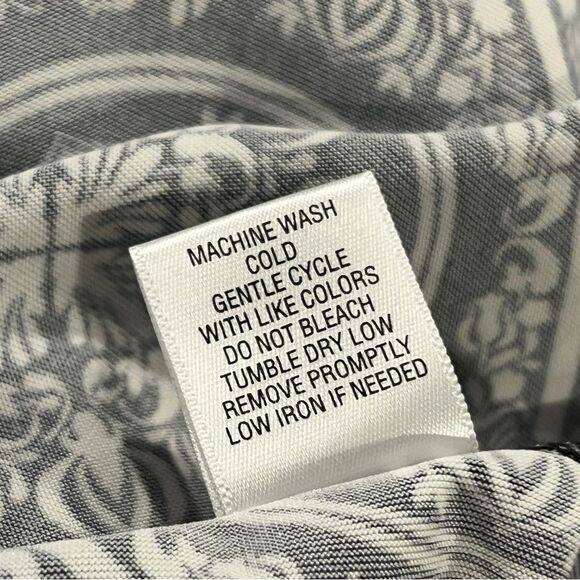 MACHINE WASH
COLD
GENTLE CYCLE
WITH LIKE COLORS
DO NOT BLEACH
TUMBLE DRY LOW
REMOVE PROMPTLY
LOW IRON IF NEEDED